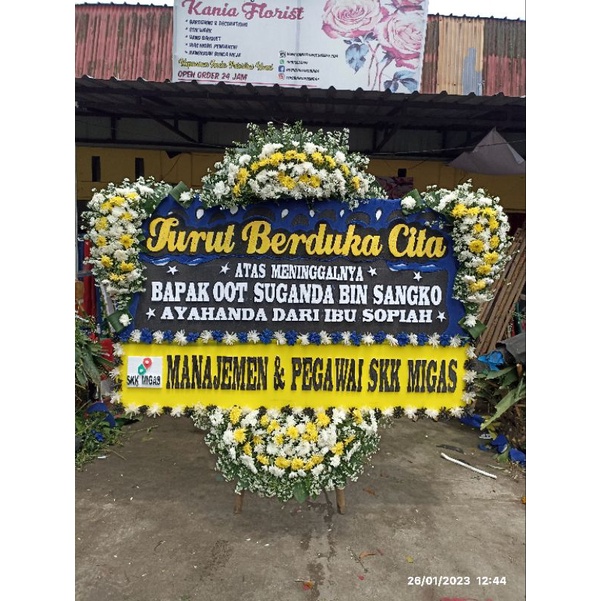 Kania Florist
OPEN ORDER 24 JAM
Turut Berduka Cita
ATAS MENINGGALNYA
BAPAK OOT SUGANDA BIN SANGKO
AYAHANDA DARI IBU SOPIAH
SKK MIGAS
MANAJEMEN & PEGAWAI SKK MIGAS
26/01/2023 12:44